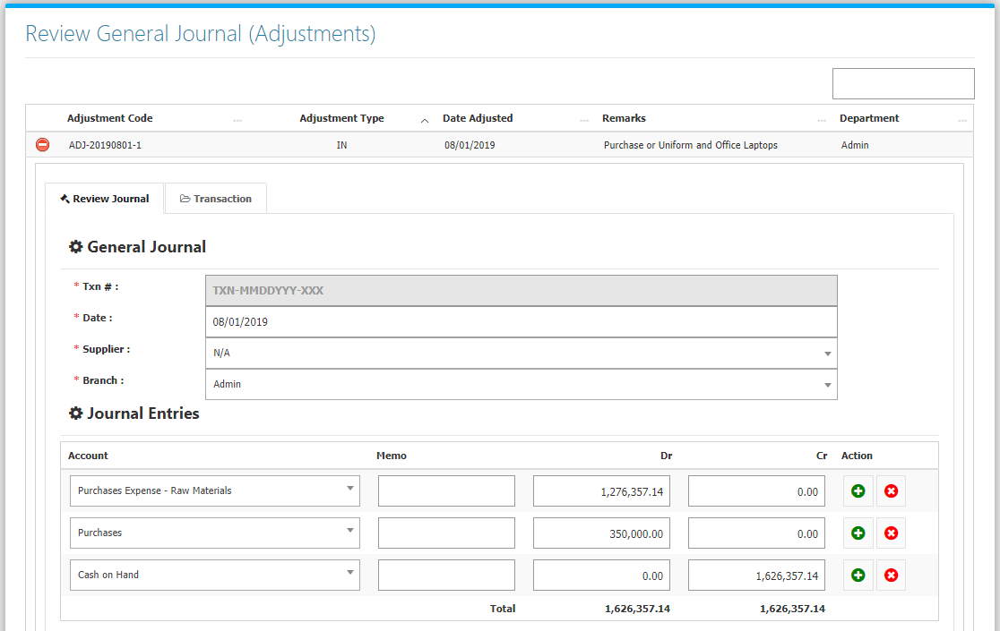 Review General Journal (Adjustments)
Adjustment Code ... Adjustment Type Date Adjusted ... Remarks ... Department ...
ADJ-20190801-1 IN 08/01/2019 Purchase or Uniform and Office Laptops Admin
Review Journal Transaction
General Journal
* Txn # : TXN-MMDDYYY-XXX
* Date : 08/01/2019
* Supplier : N/A
* Branch : Admin
Journal Entries
Account Memo Dr Cr Action
Purchases Expense - Raw Materials 1,276,357.14 0.00
Purchases 350,000.00 0.00
Cash on Hand 0.00 1,626,357.14
Total 1,626,357.14 1,626,357.14